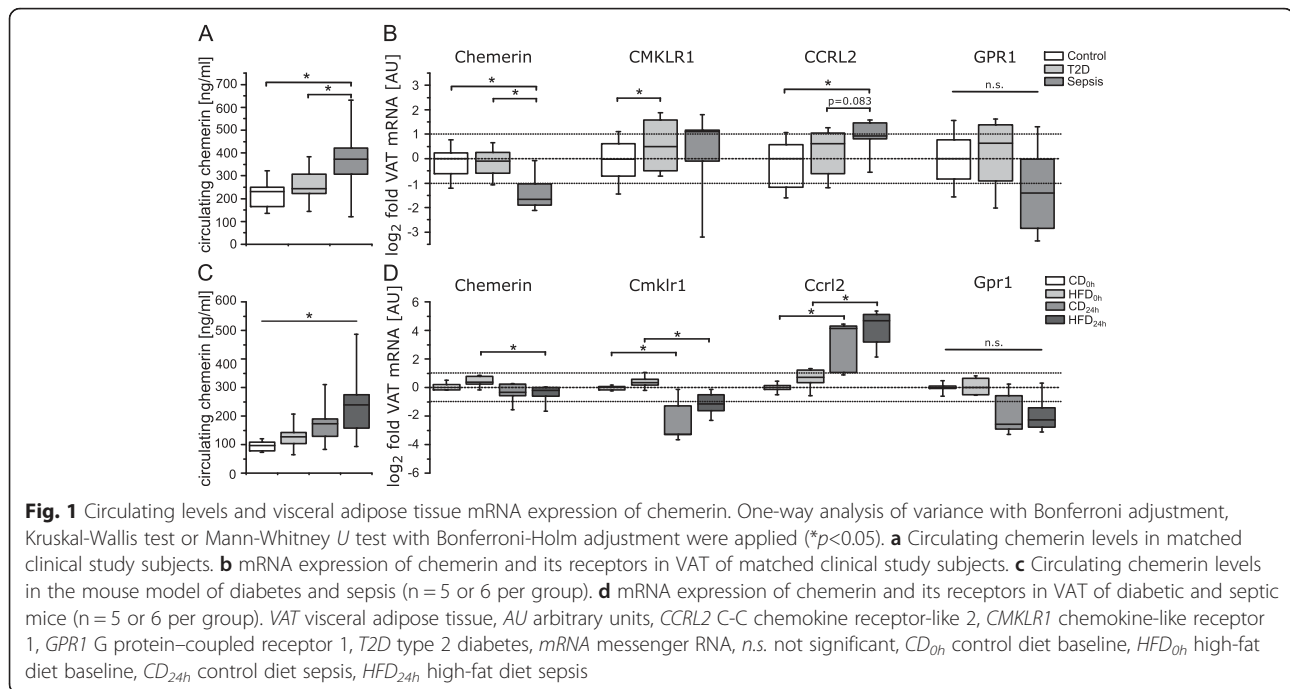 A
B
Chemerin CMKLR1 CCRL2 GPR1
Control
T2D
Sepsis
circulating chemerin [ng/ml]
700
600
500
400
300
200
100
0
* *
log2 fold VAT mRNA [AU]
3
2
1
0
-1
-2
-3
* * * * p=0.083 n.s.
C
D
Chemerin Cmklr1 Ccrl2 Gpr1
CD0h
HFD0h
CD24h
HFD24h
circulating chemerin [ng/ml]
600
500
400
300
200
100
0
*
log2 fold VAT mRNA [AU]
6
4
2
0
-2
-4
-6
* * * * * n.s.
Fig. 1 Circulating levels and visceral adipose tissue mRNA expression of chemerin. One-way analysis of variance with Bonferroni adjustment,
Kruskal-Wallis test or Mann-Whitney U test with Bonferroni-Holm adjustment were applied (*p<0.05). a Circulating chemerin levels in matched
clinical study subjects. b mRNA expression of chemerin and its receptors in VAT of matched clinical study subjects. c Circulating chemerin levels
in the mouse model of diabetes and sepsis (n = 5 or 6 per group). d mRNA expression of chemerin and its receptors in VAT of diabetic and septic
mice (n = 5 or 6 per group). VAT visceral adipose tissue, AU arbitrary units, CCRL2 C-C chemokine receptor-like 2, CMKLR1 chemokine-like receptor
1, GPR1 G protein–coupled receptor 1, T2D type 2 diabetes, mRNA messenger RNA, n.s. not significant, CD0h control diet baseline, HFD0h high-fat
diet baseline, CD24h control diet sepsis, HFD24h high-fat diet sepsis